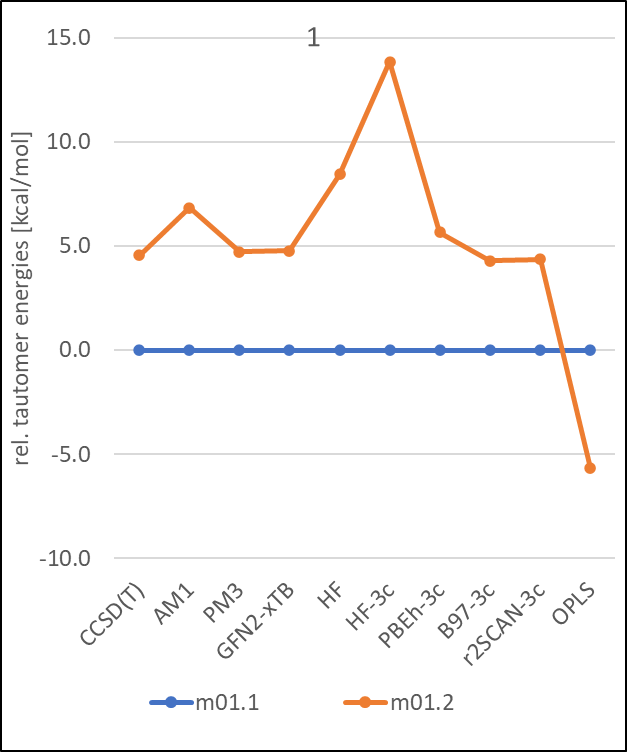 1
rel. tautomer energies [kcal/mol]
15.0
10.0
5.0
0.0
-5.0
-10.0
CCSD(T)
AM1
PM3
GFN2-xTB
HF
HF-3c
PBEh-3c
B97-3c
r2SCAN-3c
OPLS
m01.1
m01.2